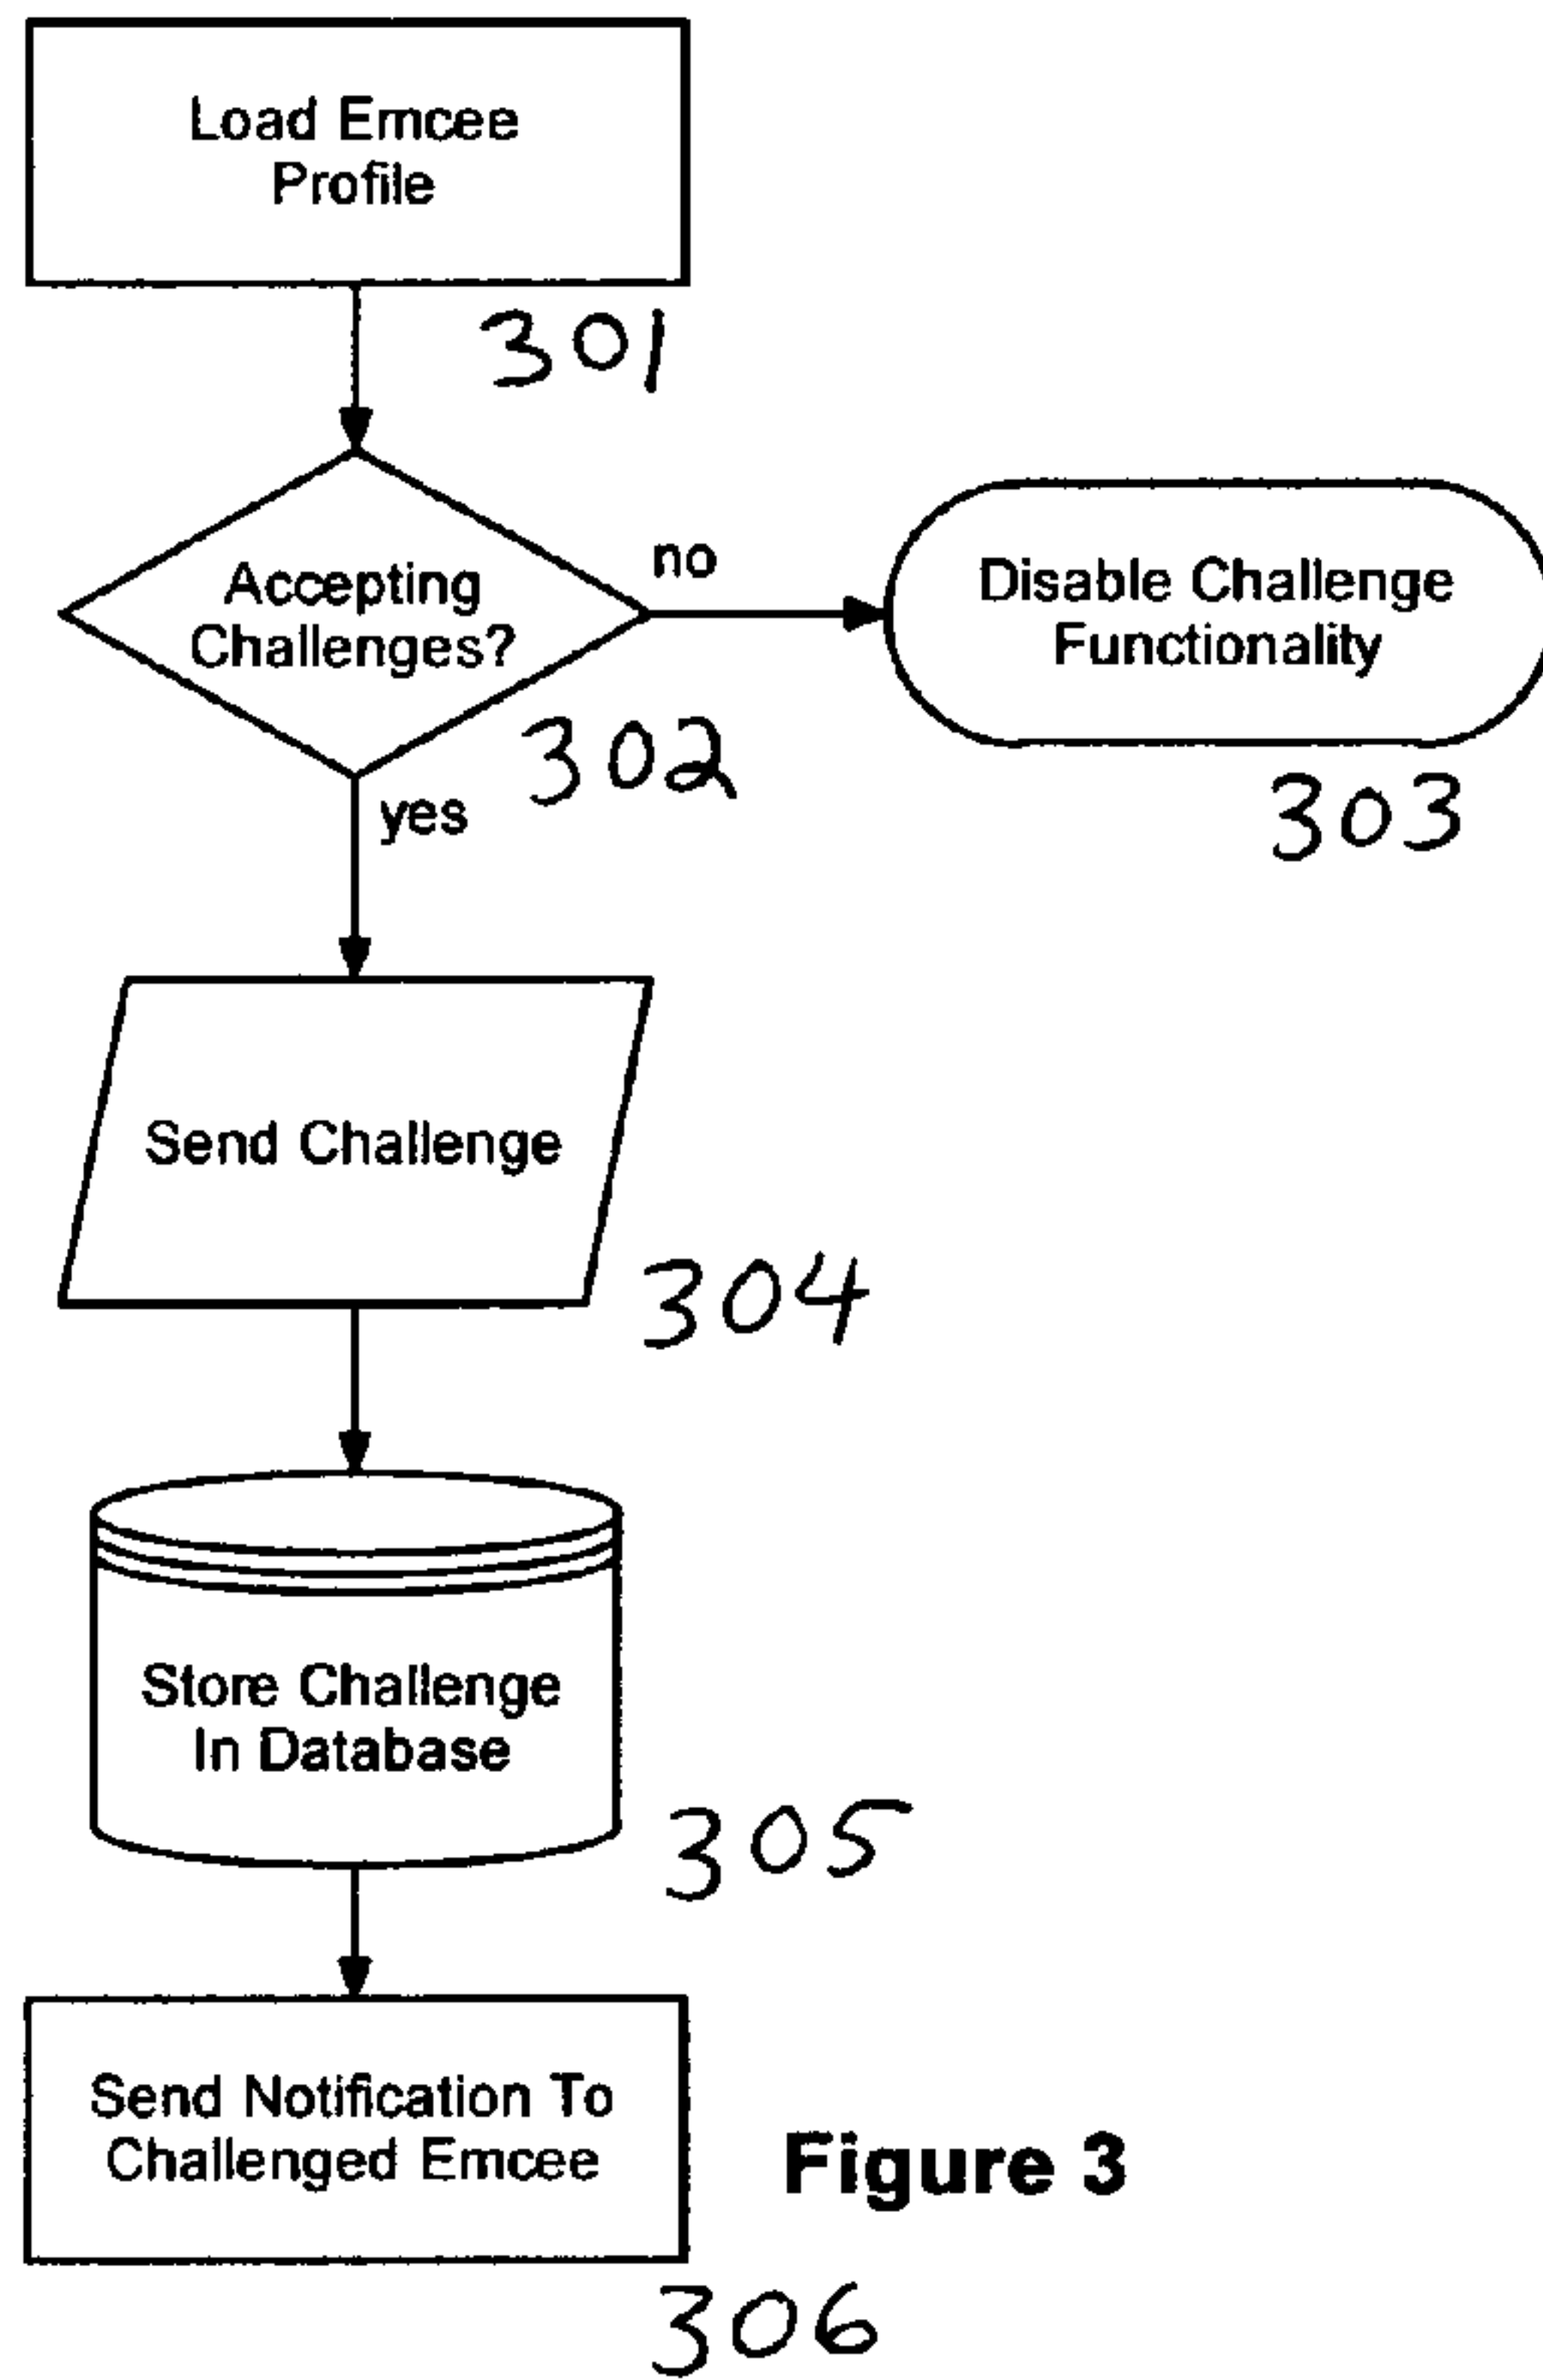 Load Emcee
Profile
301
Accepting
Challenges?
no
Disable Challenge
Functionality
302
303
yes
Send Challenge
304
Store Challenge
In Database
305
Send Notification To
Challenged Emcee
Figure 3
306